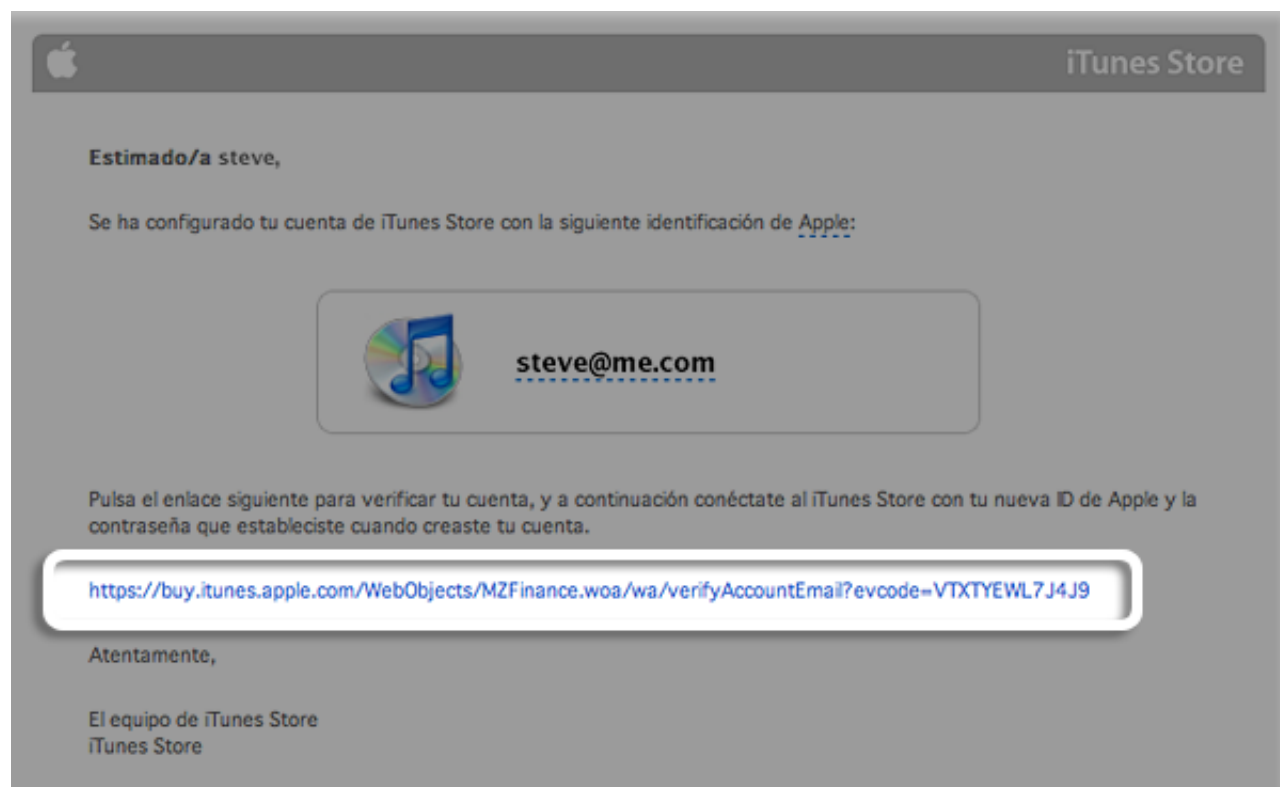 iTunes Store
Estimado/a steve,
Se ha configurado tu cuenta de iTunes Store con la siguiente identificación de Apple:
steve@me.com
Pulsa el enlace siguiente para verificar tu cuenta, y a continuación conéctate al iTunes Store con tu nueva ID de Apple y la
contraseña que estableciste cuando creaste tu cuenta.
https://buy.itunes.apple.com/WebObjects/MZFinance.woa/wa/verifyAccountEmail?evcode=VTXTYEWL7J4J9
Atentamente,
El equipo de iTunes Store
iTunes Store